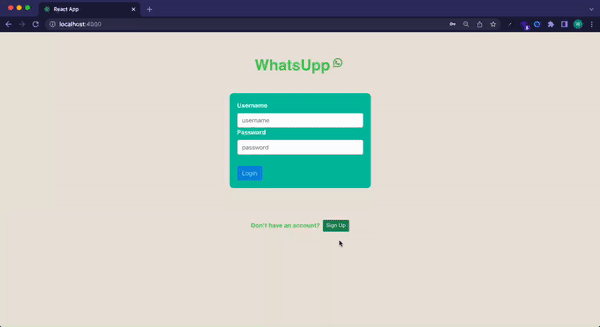 React App
localhost:4000
WhatsUpp
Username
username
Password
password
Login
Don't have an account? Sign Up